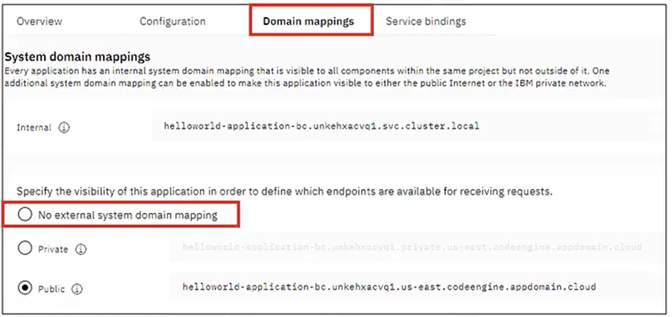 Overview Configuration Domain mappings Service bindings
System domain mappings
Every application has an internal system domain mapping that is visible to all components within the same project but not outside of it. One
additional system domain mapping can be enabled to make this application visible to either the public Internet or the IBM private network.
Internal helloworld-application-bc.unkehxacvq1.svc.cluster.local
Specify the visibility of this application in order to define which endpoints are available for receiving requests.
No external system domain mapping
Private helloworld-application-bc.unkehxacvq1.private.us-east.codeengine.appdomain.cloud
Public helloworld-application-bc.unkehxacvq1.us-east.codeengine.appdomain.cloud